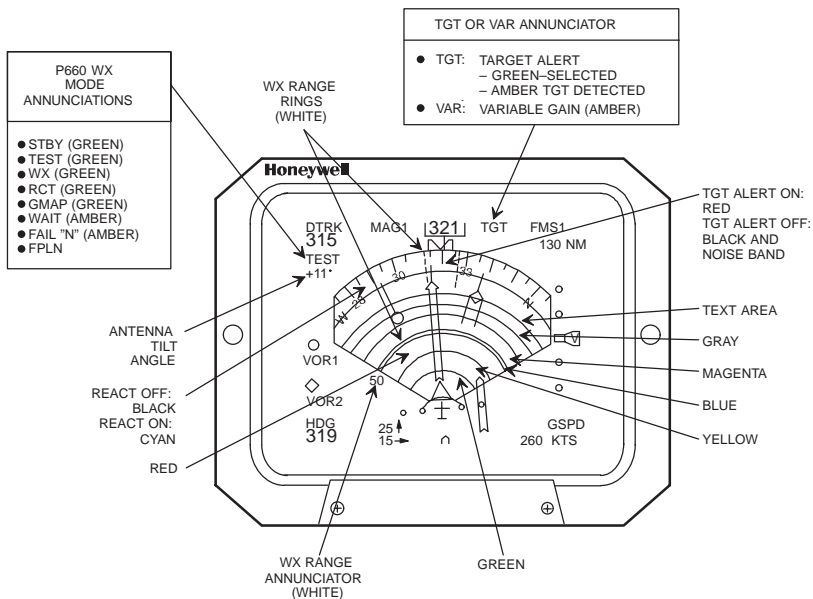 TGT OR VAR ANNUNCIATOR
● TGT: TARGET ALERT
– GREEN–SELECTED
– AMBER TGT DETECTED
● VAR: VARIABLE GAIN (AMBER)
P660 WX
MODE
ANNUNCIATIONS
● STBY (GREEN)
● TEST (GREEN)
● WX (GREEN)
● RCT (GREEN)
● GMAP (GREEN)
● WAIT (AMBER)
● FAIL "N" (AMBER)
● FPLN
WX RANGE
RINGS
(WHITE)
Honeywell
DTRK
315
MAG1
321
TGT
FMS1
130 NM
TEST
+11°
W
28
30
33
N
V
VOR1
VOR2
50
HDG
319
25
15
GSPD
260 KTS
TGT ALERT ON:
RED
TGT ALERT OFF:
BLACK AND
NOISE BAND
TEXT AREA
GRAY
MAGENTA
BLUE
YELLOW
ANTENNA
TILT
ANGLE
REACT OFF:
BLACK
REACT ON:
CYAN
RED
WX RANGE
ANNUNCIATOR
(WHITE)
GREEN